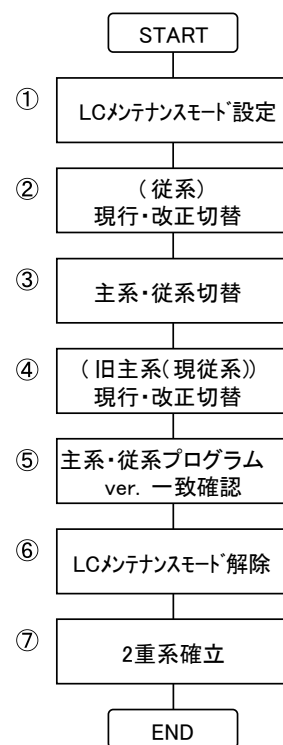 START
① LCﾒﾝﾃﾅﾝｽﾓｰﾄﾞ設定
② (従系)
現行・改正切替
③ 主系・従系切替
④ (旧主系(現従系))
現行・改正切替
⑤ 主系・従系プログラム
ver. 一致確認
⑥ LCﾒﾝﾃﾅﾝｽﾓｰﾄﾞ解除
⑦ 2重系確立
END